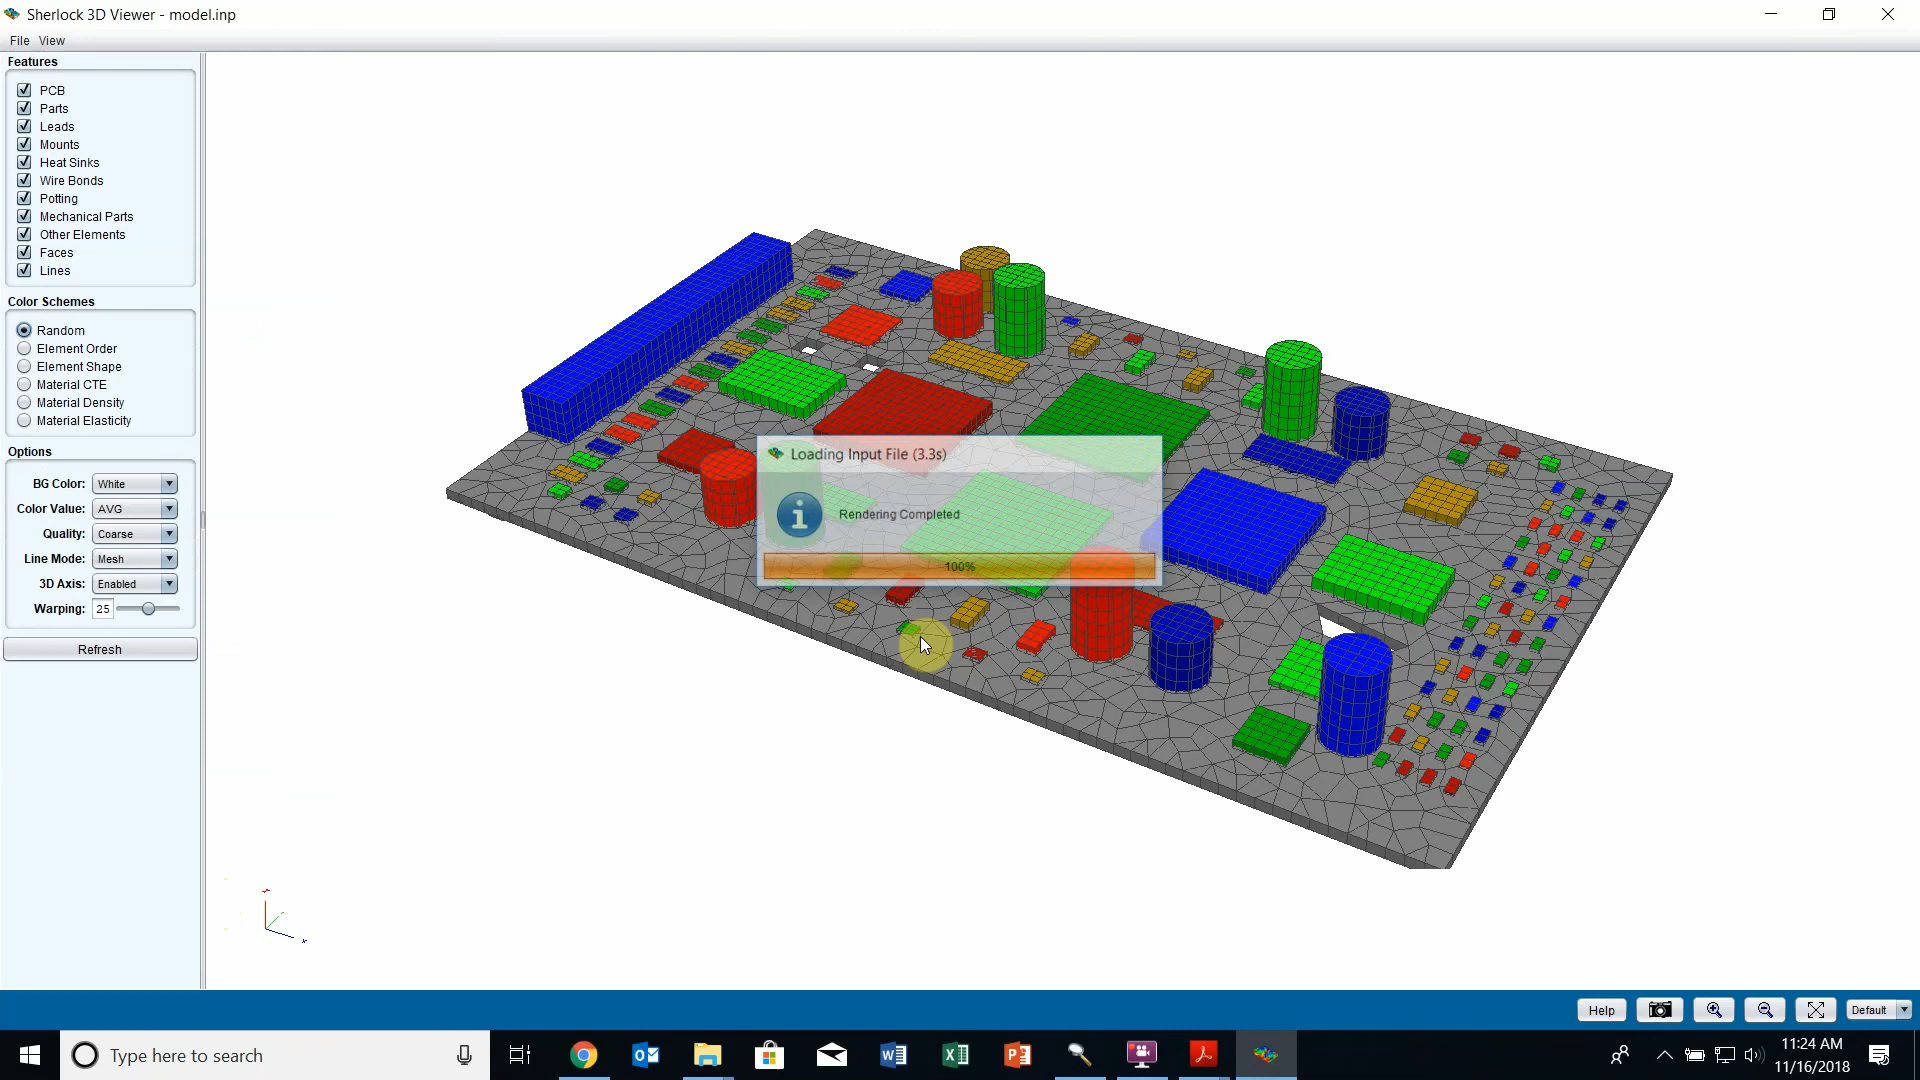 Sherlock 3D Viewer - model.inp
File View
Features
PCB
Parts
Leads
Mounts
Heat Sinks
Wire Bonds
Potting
Mechanical Parts
Other Elements
Faces
Lines
Color Schemes
Random
Element Order
Element Shape
Material CTE
Material Density
Material Elasticity
Options
BG Color: White
Color Value: AVG
Quality: Coarse
Line Mode: Mesh
3D Axis: Enabled
Warping: 25
Refresh
Loading Input File (3.3s)
Rendering Completed
100%
Help
Default
Type here to search
11:24 AM
11/16/2018